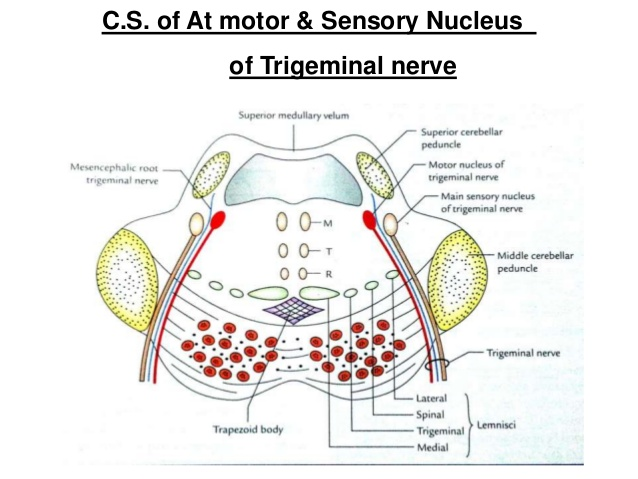 C.S. of At motor & Sensory Nucleus
of Trigeminal nerve
Superior medullary velum
Superior cerebellar
peduncle
Mesencephalic root
trigeminal nerve
Motor nucleus of
trigeminal nerve
Main sensory nucleus
of trigeminal nerve
M
T
R
Middle cerebellar
peduncle
Trigeminal nerve
Lateral
Spinal
Trigeminal
Medial
Lemnisci
Trapezoid body